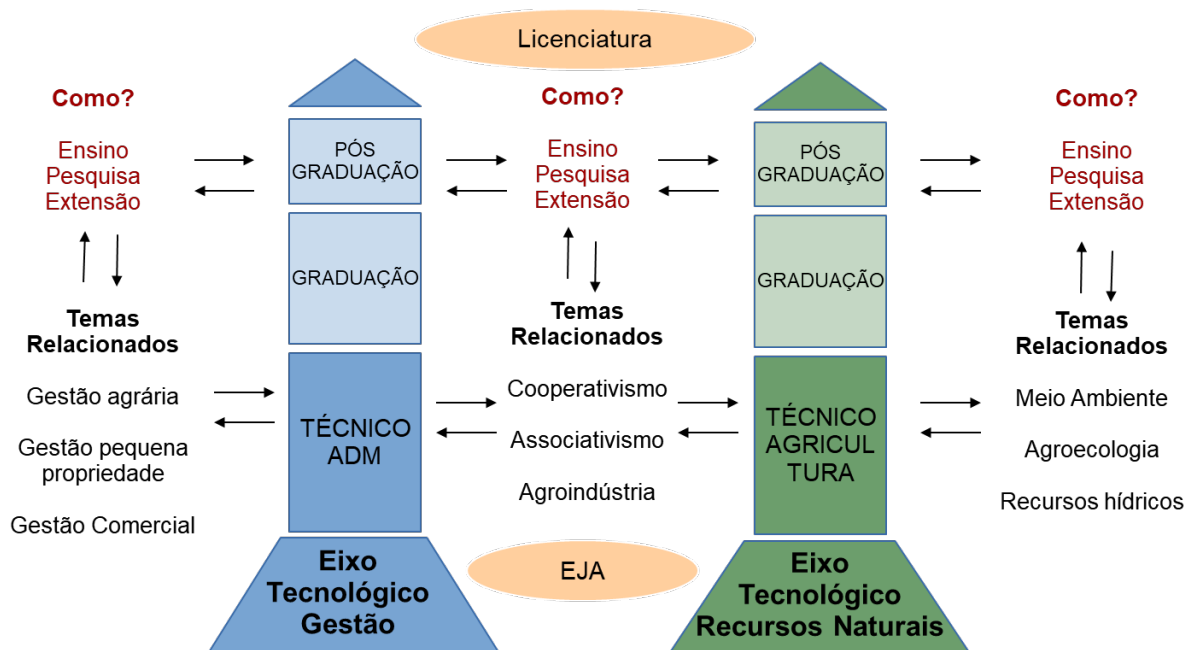 Licenciatura
Como?
Ensino
Pesquisa
Extensão
Temas
Relacionados
Gestão agrária
Gestão pequena
propriedade
Gestão Comercial
PÓS
GRADUAÇÃO
GRADUAÇÃO
TÉCNICO
ADM
Eixo
Tecnológico
Gestão
Como?
Ensino
Pesquisa
Extensão
Temas
Relacionados
Cooperativismo
Associativismo
Agroindústria
EJA
PÓS
GRADUAÇÃO
GRADUAÇÃO
TÉCNICO
AGRICUL
TURA
Eixo
Tecnológico
Recursos Naturais
Como?
Ensino
Pesquisa
Extensão
Temas
Relacionados
Meio Ambiente
Agroecologia
Recursos hídricos